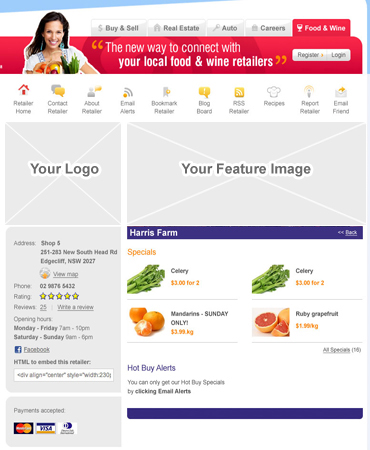 Buy & Sell
Real Estate
Auto
Careers
Food & Wine
“The new way to connect with
your local food & wine retailers”
Register
Login
Retailer
Home
Contact
Retailer
About
Retailer
Email
Alerts
Bookmark
Retailer
Blog
Board
RSS
Retailer
Recipes
Report
Retailer
Email
Friend
Your Logo
Your Feature Image
Address: Shop 5
281-283 New South Head Rd
Edgecliff, NSW 2027
View map
Phone: 02 9876 5432
Rating:
Reviews: 25 | Write a review
Opening hours:
Monday - Friday 7am - 10pm
Saturday - Sunday 9am - 6pm
Facebook
HTML to embed this retailer:
<div align="center" style="width:230
Payments accepted:
MasterCard
VISA
Harris Farm
<< Back
Specials
Celery
$3.00 for 2
Celery
$3.00 for 2
Mandarins - SUNDAY
ONLY!
$3.99.kg
Ruby grapefruit
$1.99/kg
All Specials (16)
Hot Buy Alerts
You can only get our Hot Buy Specials
by clicking Email Alerts